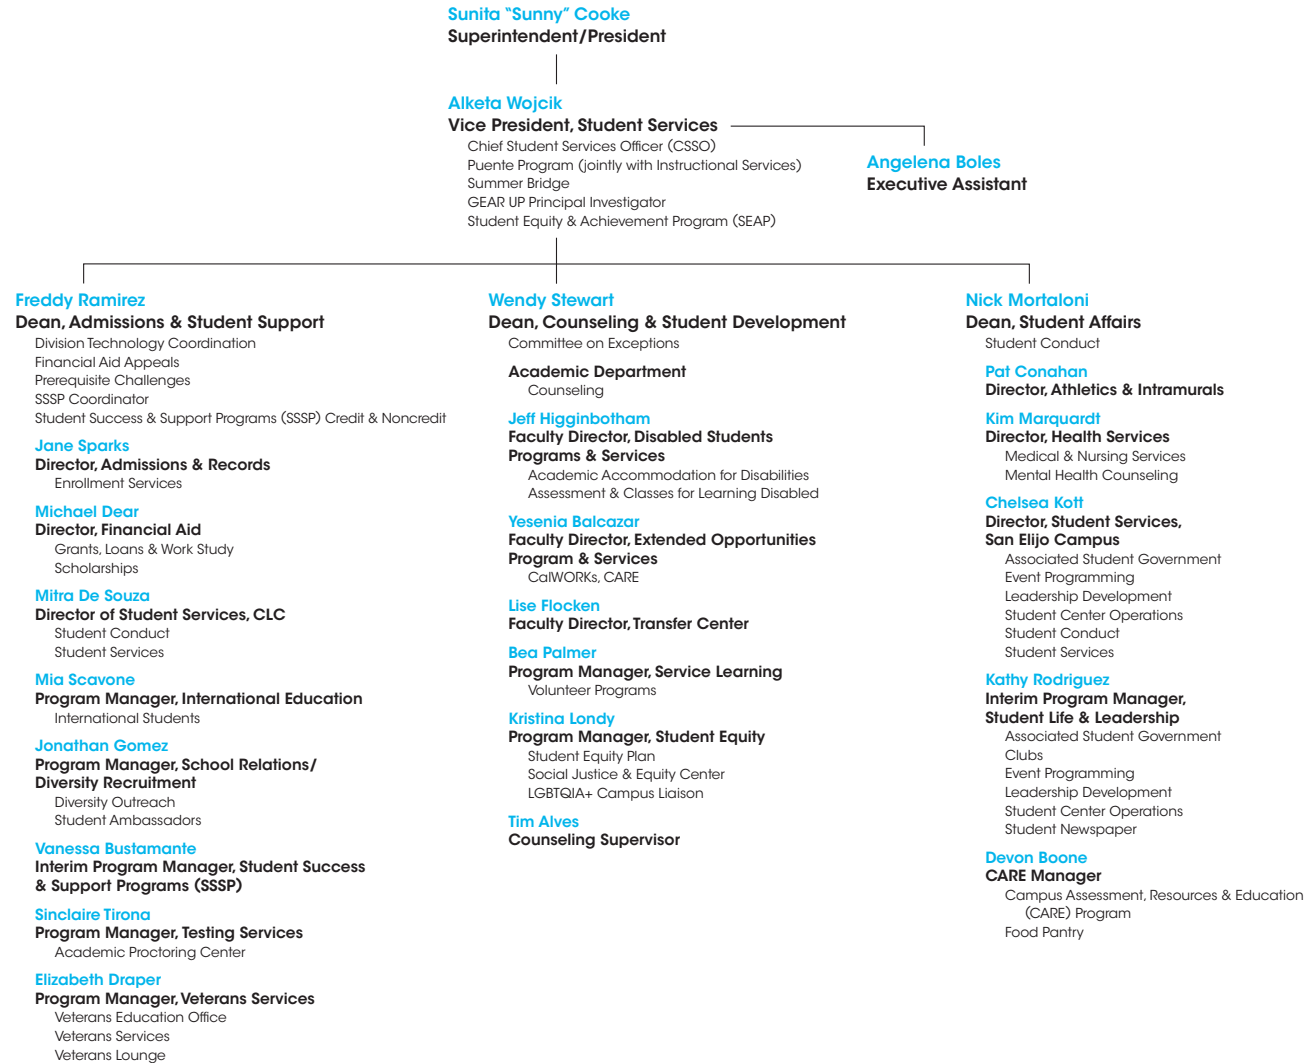 Sunita “Sunny” Cooke
Superintendent/President
Alketa Wojcik
Vice President, Student Services
Chief Student Services Officer (CSSO)
Puente Program (jointly with Instructional Services)
Summer Bridge
GEAR UP Principal Investigator
Student Equity & Achievement Program (SEAP)
Angelena Boles
Executive Assistant
Freddy Ramirez
Dean, Admissions & Student Support
Division Technology Coordination
Financial Aid Appeals
Prerequisite Challenges
SSSP Coordinator
Student Success & Support Programs (SSSP) Credit & Noncredit
Jane Sparks
Director, Admissions & Records
Enrollment Services
Michael Dear
Director, Financial Aid
Grants, Loans & Work Study
Scholarships
Mitra De Souza
Director of Student Services, CLC
Student Conduct
Student Services
Mia Scavone
Program Manager, International Education
International Students
Jonathan Gomez
Program Manager, School Relations/
Diversity Recruitment
Diversity Outreach
Student Ambassadors
Vanessa Bustamante
Interim Program Manager, Student Success
& Support Programs (SSSP)
Sinclaire Tirona
Program Manager, Testing Services
Academic Proctoring Center
Elizabeth Draper
Program Manager, Veterans Services
Veterans Education Office
Veterans Services
Veterans Lounge
Wendy Stewart
Dean, Counseling & Student Development
Committee on Exceptions
Academic Department
Counseling
Jeff Higginbotham
Faculty Director, Disabled Students
Programs & Services
Academic Accommodation for Disabilities
Assessment & Classes for Learning Disabled
Yesenia Balcazar
Faculty Director, Extended Opportunities
Program & Services
CalWORKs, CARE
Lise Flocken
Faculty Director, Transfer Center
Bea Palmer
Program Manager, Service Learning
Volunteer Programs
Kristina Londy
Program Manager, Student Equity
Student Equity Plan
Social Justice & Equity Center
LGBTQIA+ Campus Liaison
Tim Alves
Counseling Supervisor
Nick Mortaloni
Dean, Student Affairs
Student Conduct
Pat Conahan
Director, Athletics & Intramurals
Kim Marquardt
Director, Health Services
Medical & Nursing Services
Mental Health Counseling
Chelsea Kott
Director, Student Services,
San Elijo Campus
Associated Student Government
Event Programming
Leadership Development
Student Center Operations
Student Conduct
Student Services
Kathy Rodriguez
Interim Program Manager,
Student Life & Leadership
Associated Student Government
Clubs
Event Programming
Leadership Development
Student Center Operations
Student Newspaper
Devon Boone
CARE Manager
Campus Assessment, Resources & Education
(CARE) Program
Food Pantry